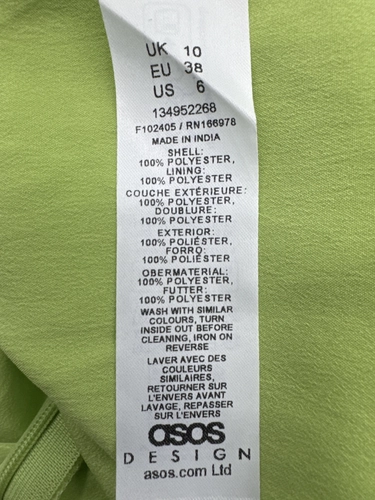 UK 10
EU 38
US 6
134952268
F102405 / RN166978
MADE IN INDIA
SHELL:
100% POLYESTER,
LINING:
100% POLYESTER
COUCHE EXTÉRIEURE:
100% POLYESTER,
DOUBLURE:
100% POLYESTER
EXTERIOR:
100% POLIÉSTER,
FORRO:
100% POLIÉSTER
OBERMATERIAL:
100% POLYESTER,
FUTTER:
100% POLYESTER
WASH WITH SIMILAR
COLOURS, TURN
INSIDE OUT BEFORE
CLEANING, IRON ON
REVERSE
LAVER AVEC DES
COULEURS
SIMILAIRES,
RETOURNER SUR
L'ENVERS AVANT
LAVAGE, REPASSER
SUR L'ENVERS
asos
DESIGN
asos.com Ltd